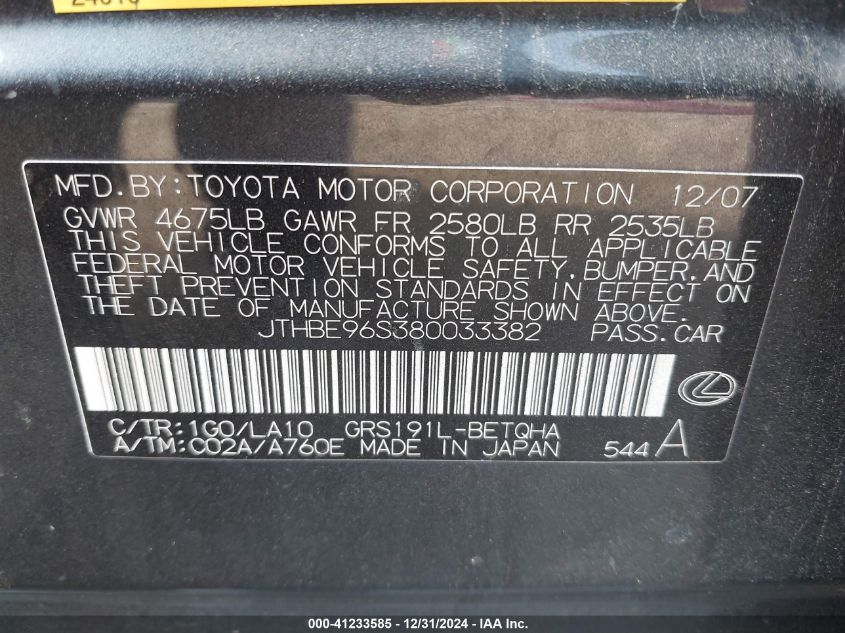 MFD. BY: TOYOTA MOTOR CORPORATION 12/07
GVWR 4675LB GAWR FR 2580LB RR 2535LB
THIS VEHICLE CONFORMS TO ALL APPLICABLE
FEDERAL MOTOR VEHICLE SAFETY, BUMPER, AND
THEFT PREVENTION STANDARDS IN EFFECT ON
THE DATE OF MANUFACTURE SHOWN ABOVE.
JTHBE96S380033382 PASS. CAR
C/TR: 1G0/LA10 GRS191L-BETQHA
A/TM: C02A/A760E MADE IN JAPAN 544 A
000-41233585 - 12/31/2024 - IAA Inc.